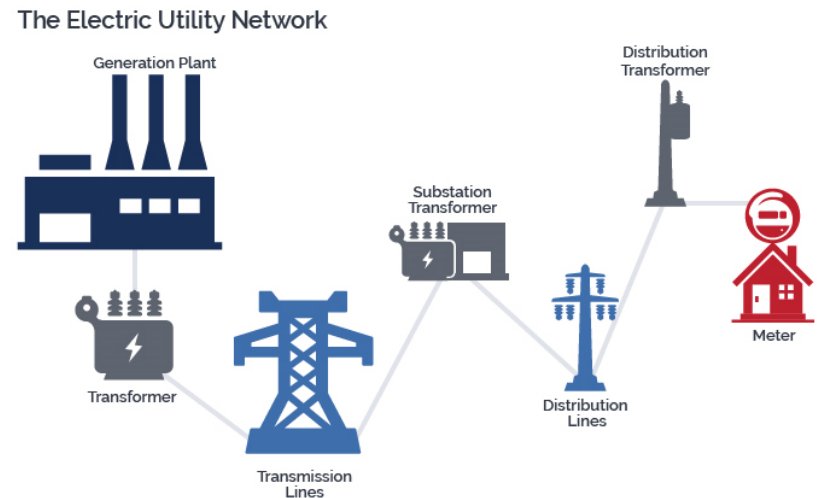 The Electric Utility Network
Generation Plant
Transformer
Transmission
Lines
Substation
Transformer
Distribution
Lines
Distribution
Transformer
Meter